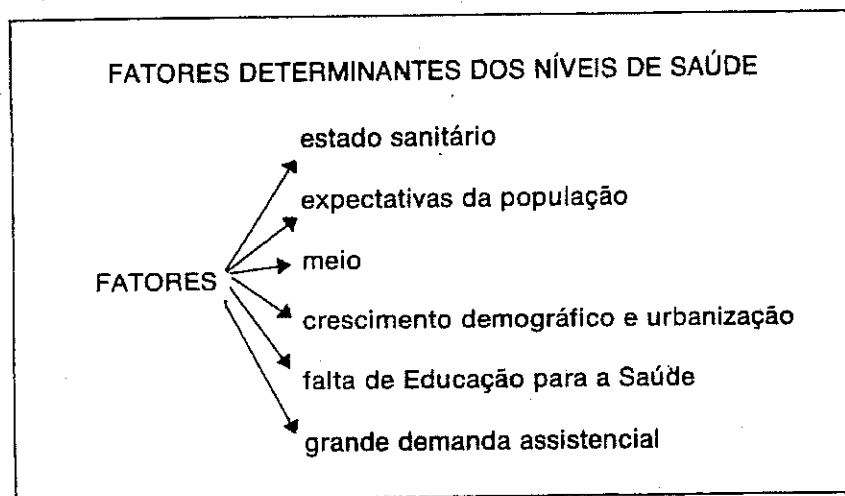 FATORES DETERMINANTES DOS NÍVEIS DE SAÚDE
estado sanitário
expectativas da população
meio
FATORES
crescimento demográfico e urbanização
falta de Educação para a Saúde
grande demanda assistencial